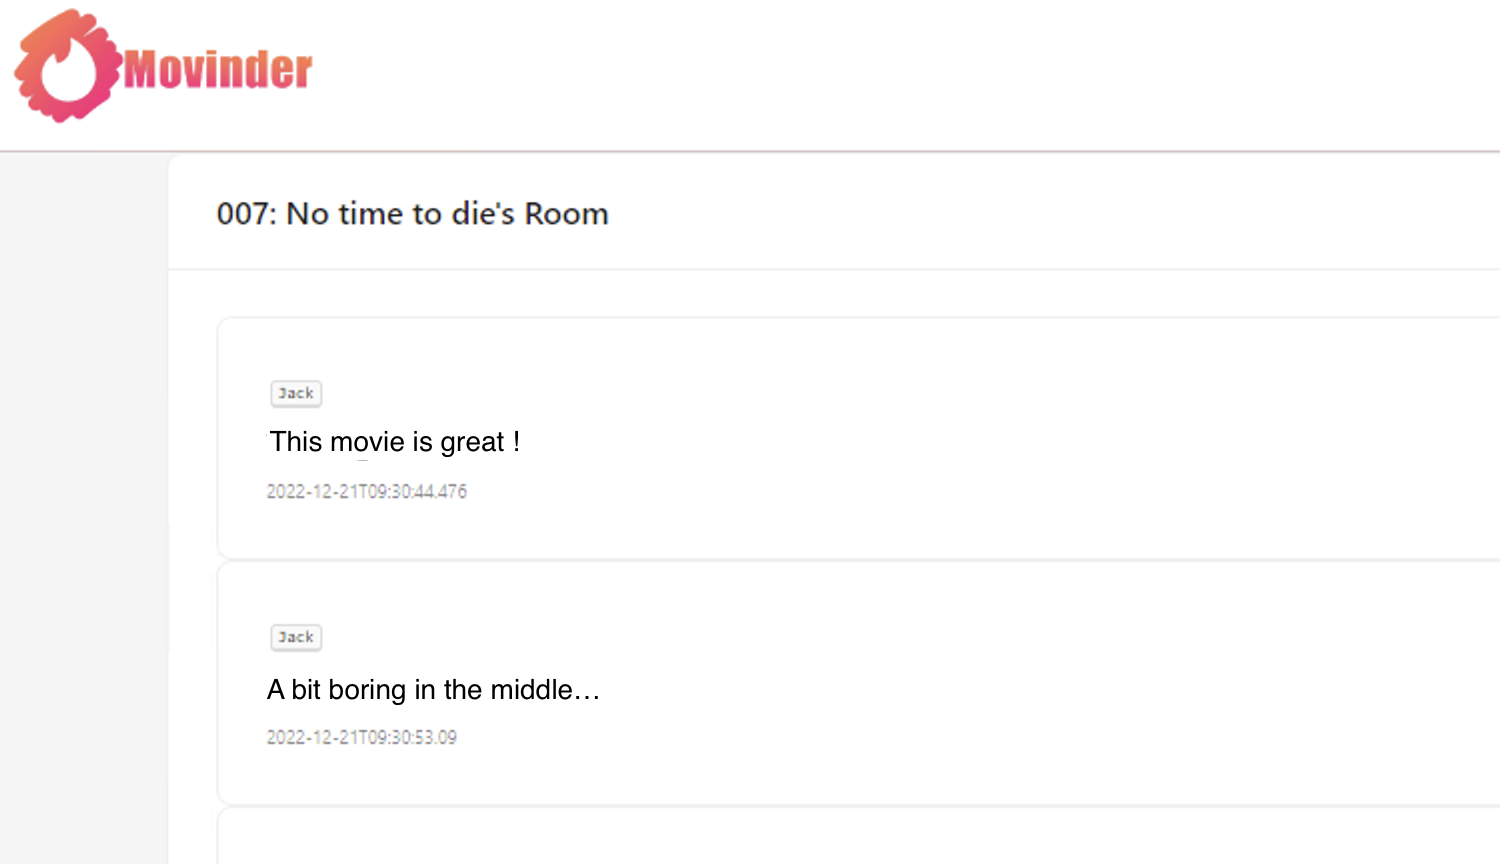 Movinder
007: No time to die's Room
Jack
This movie is great !
2022-12-21T09:30:44.476
Jack
A bit boring in the middle…
2022-12-21T09:30:53.09